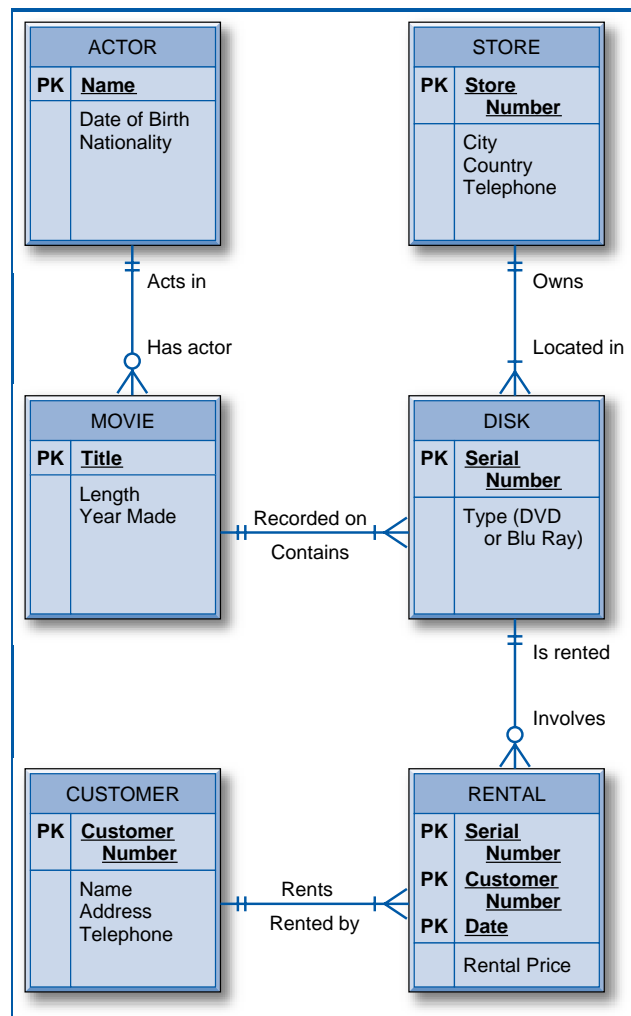 ACTOR
PK Name
Date of Birth
Nationality
STORE
PK Store
Number
City
Country
Telephone
Acts in
Has actor
Owns
Located in
MOVIE
PK Title
Length
Year Made
Recorded on
Contains
DISK
PK Serial
Number
Type (DVD
or Blu Ray)
Is rented
Involves
CUSTOMER
PK Customer
Number
Name
Address
Telephone
Rents
Rented by
RENTAL
PK Serial
Number
PK Customer
Number
PK Date
Rental Price